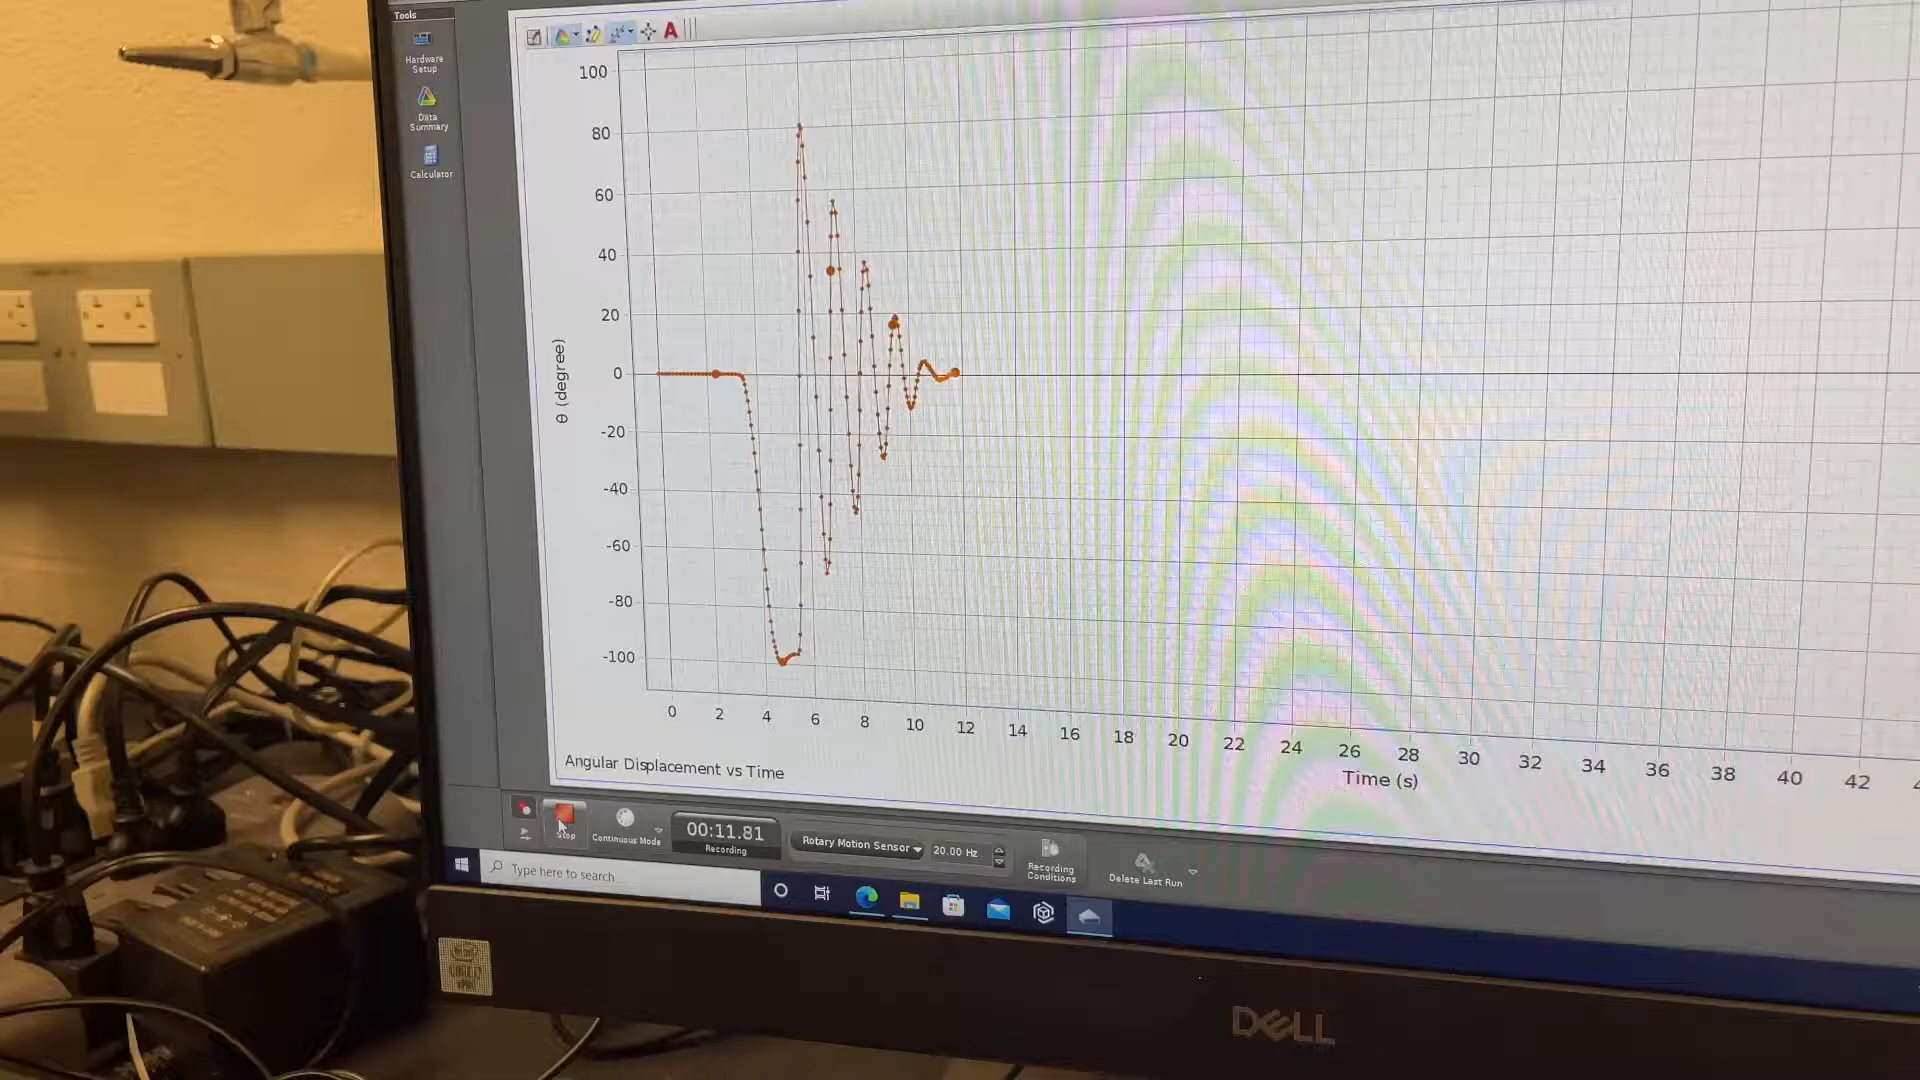 Tools
Hardware
Setup
Data
Summary
Calculator
A
100
80
60
40
20
0
-20
-40
-60
-80
-100
θ (degree)
0 2 4 6 8 10 12 14 16 18 20 22 24 26 28 30 32 34 36 38 40 42
Time (s)
Angular Displacement vs Time
Stop
Continuous Mode
00:11.81
Recording
Rotary Motion Sensor
20.00 Hz
Recording
Conditions
Delete Last Run
Type here to search
DELL